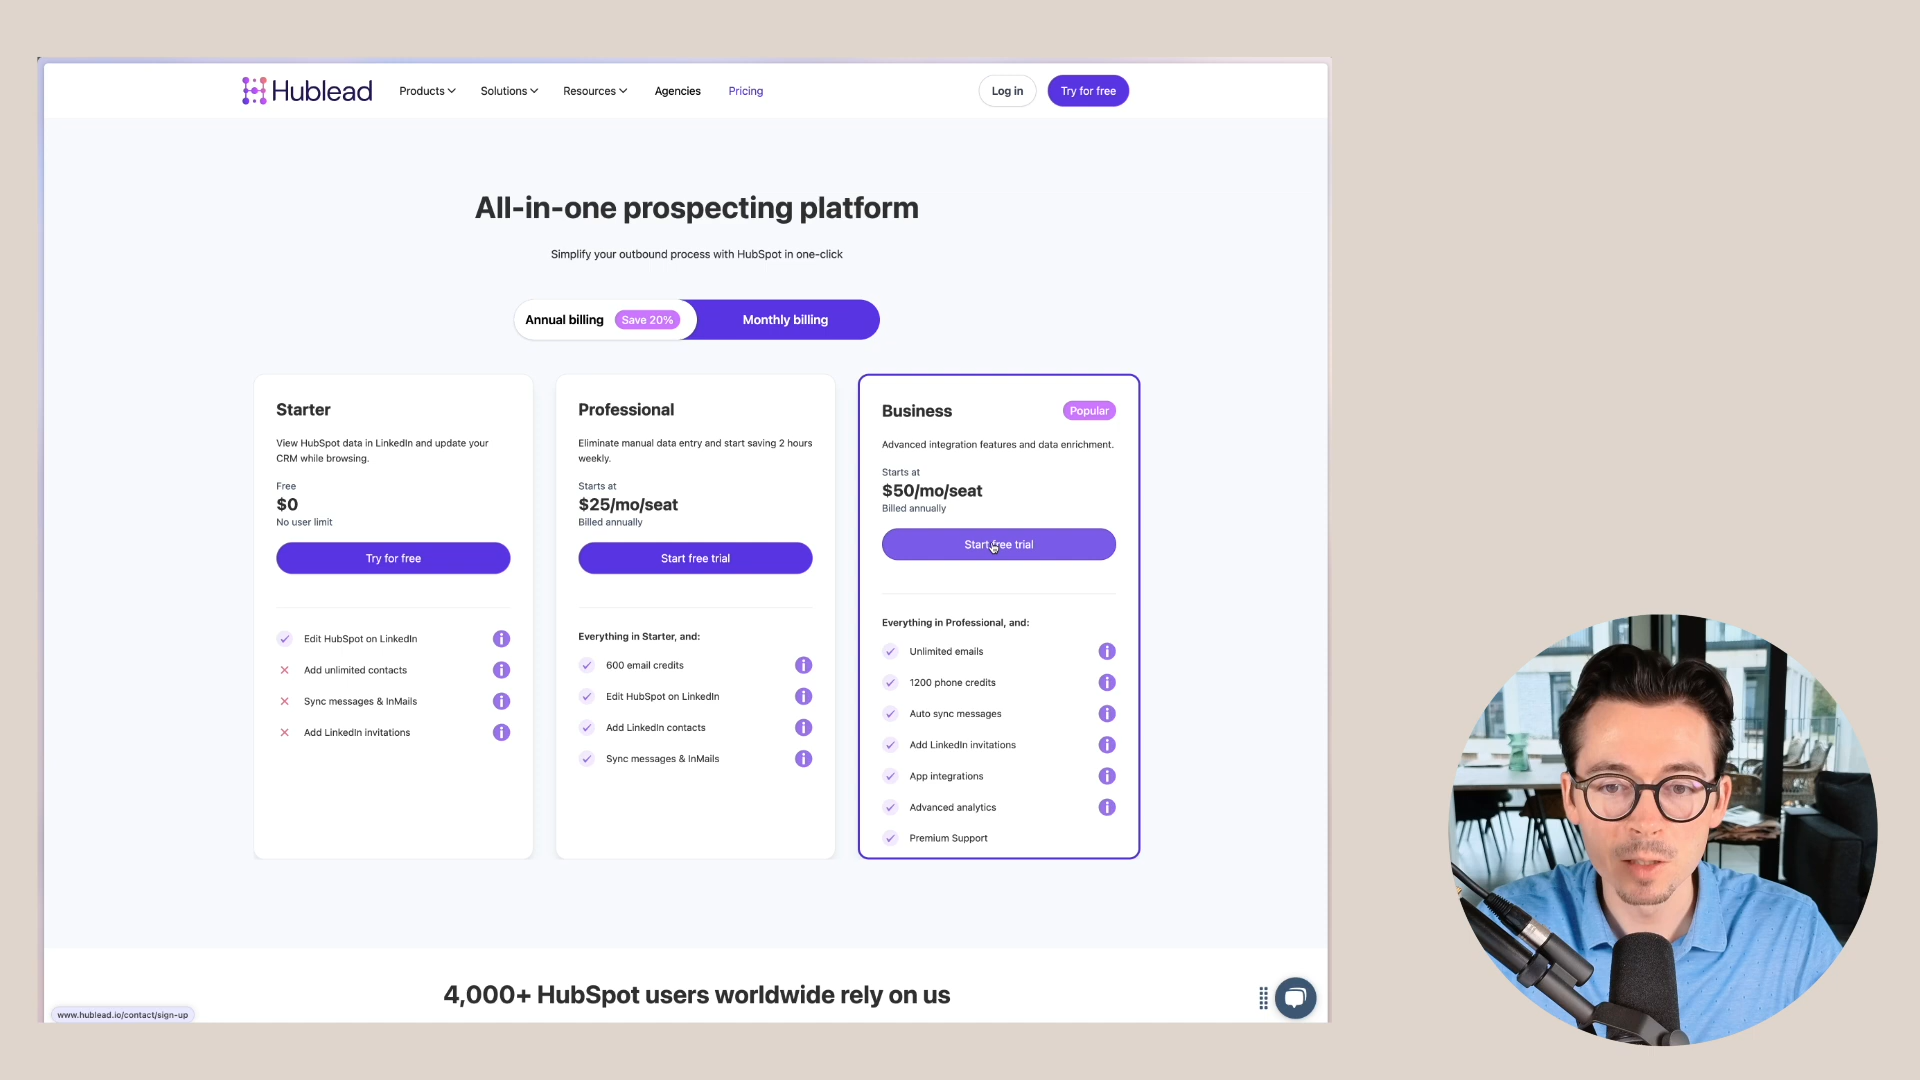 Hublead
Products
Solutions
Resources
Agencies
Pricing
Log in
Try for free
All-in-one prospecting platform
Simplify your outbound process with HubSpot in one-click
Annual billing
Save 20%
Monthly billing
Starter
View HubSpot data in LinkedIn and update your
CRM while browsing.
Free
$0
No user limit
Try for free
Edit HubSpot on LinkedIn
Add unlimited contacts
Sync messages & InMails
Add LinkedIn invitations
Professional
Eliminate manual data entry and start saving 2 hours
weekly.
Starts at
$25/mo/seat
Billed annually
Start free trial
Everything in Starter, and:
600 email credits
Edit HubSpot on LinkedIn
Add LinkedIn contacts
Sync messages & InMails
Business
Popular
Advanced integration features and data enrichment.
Starts at
$50/mo/seat
Billed annually
Start free trial
Everything in Professional, and:
Unlimited emails
1200 phone credits
Auto sync messages
Add LinkedIn invitations
App integrations
Advanced analytics
Premium Support
4,000+ HubSpot users worldwide rely on us
www.hublead.io/contact/sign-up